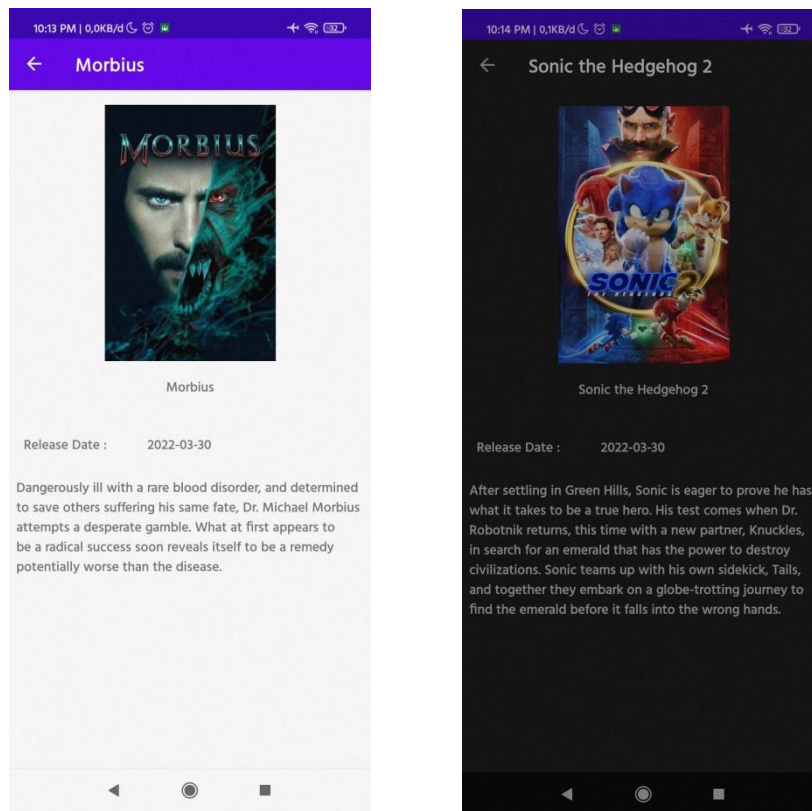 10:13 PM | 0,0KB/d
32
Morbius
MORBIUS
Morbius
Release Date :
2022-03-30
Dangerously ill with a rare blood disorder, and determined
to save others suffering his same fate, Dr. Michael Morbius
attempts a desperate gamble. What at first appears to
be a radical success soon reveals itself to be a remedy
potentially worse than the disease.
10:14 PM | 0,1KB/d
32
Sonic the Hedgehog 2
SONIC 2
THE HEDGEHOG
Sonic the Hedgehog 2
Release Date :
2022-03-30
After settling in Green Hills, Sonic is eager to prove he has
what it takes to be a true hero. His test comes when Dr.
Robotnik returns, this time with a new partner, Knuckles,
in search for an emerald that has the power to destroy
civilizations. Sonic teams up with his own sidekick, Tails,
and together they embark on a globe-trotting journey to
find the emerald before it falls into the wrong hands.